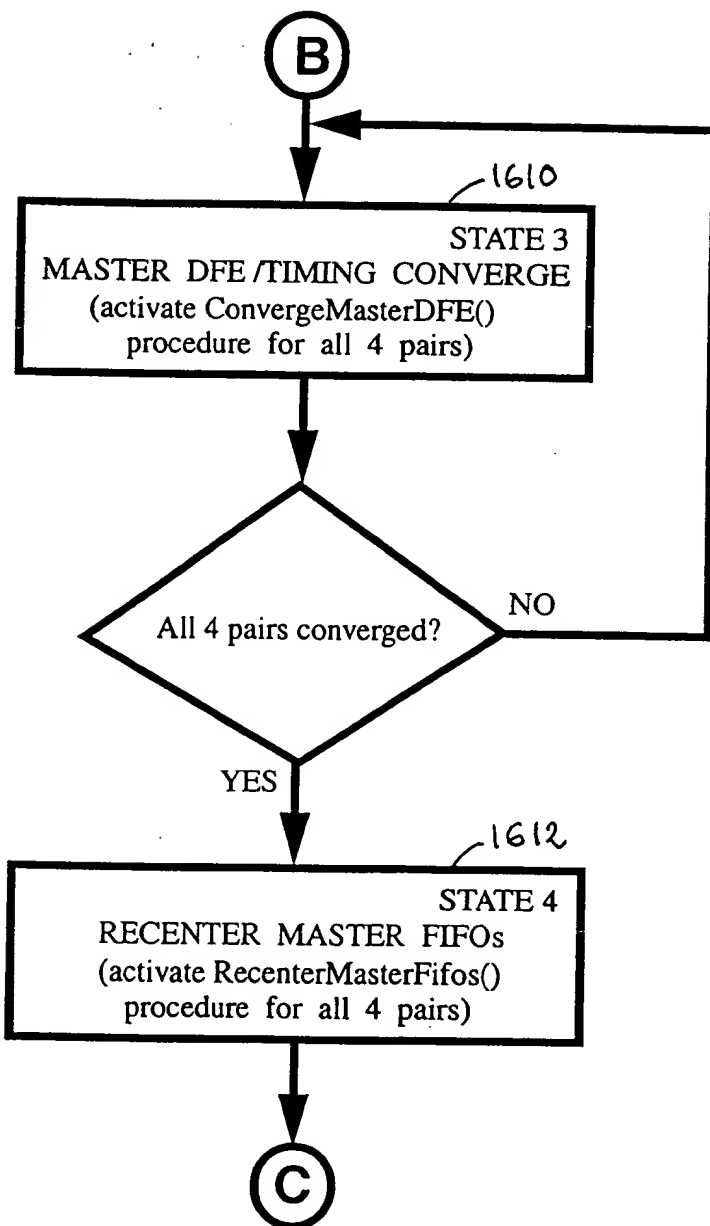 B
1610
STATE 3
MASTER DFE/TIMING CONVERGE
(activate ConvergeMasterDFE()
procedure for all 4 pairs)
All 4 pairs converged?
NO
YES
1612
STATE 4
RECENTER MASTER FIFOs
(activate RecenterMasterFifos()
procedure for all 4 pairs)
C